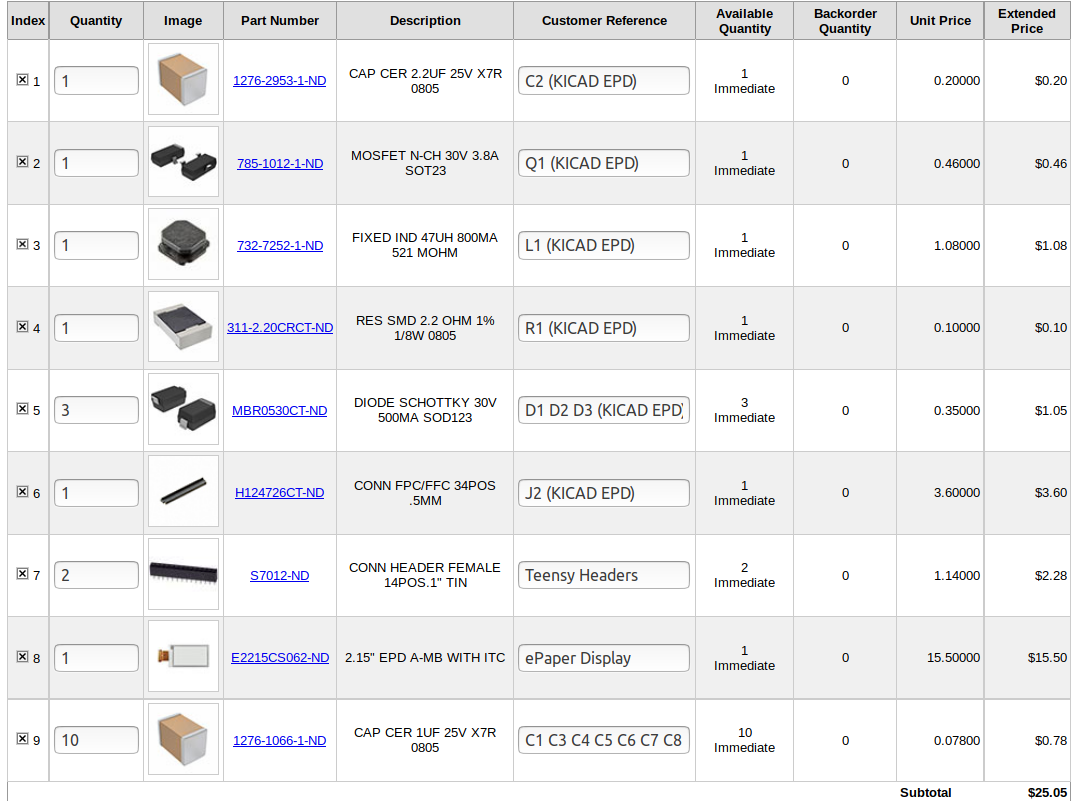 Index Quantity Image Part Number Description Customer Reference Available Quantity Backorder Quantity Unit Price Extended Price
1 1 1276-2953-1-ND CAP CER 2.2UF 25V X7R 0805 C2 (KICAD EPD) 1 Immediate 0 0.20000 $0.20
2 1 785-1012-1-ND MOSFET N-CH 30V 3.8A SOT23 Q1 (KICAD EPD) 1 Immediate 0 0.46000 $0.46
3 1 732-7252-1-ND FIXED IND 47UH 800MA 521 MOHM L1 (KICAD EPD) 1 Immediate 0 1.08000 $1.08
4 1 311-2.20CRCT-ND RES SMD 2.2 OHM 1% 1/8W 0805 R1 (KICAD EPD) 1 Immediate 0 0.10000 $0.10
5 3 MBR0530CT-ND DIODE SCHOTTKY 30V 500MA SOD123 D1 D2 D3 (KICAD EPD) 3 Immediate 0 0.35000 $1.05
6 1 H124726CT-ND CONN FPC/FFC 34POS .5MM J2 (KICAD EPD) 1 Immediate 0 3.60000 $3.60
7 2 S7012-ND CONN HEADER FEMALE 14POS.1" TIN Teensy Headers 2 Immediate 0 1.14000 $2.28
8 1 E2215CS062-ND 2.15" EPD A-MB WITH ITC ePaper Display 1 Immediate 0 15.50000 $15.50
9 10 1276-1066-1-ND CAP CER 1UF 25V X7R 0805 C1 C3 C4 C5 C6 C7 C8 10 Immediate 0 0.07800 $0.78
Subtotal $25.05